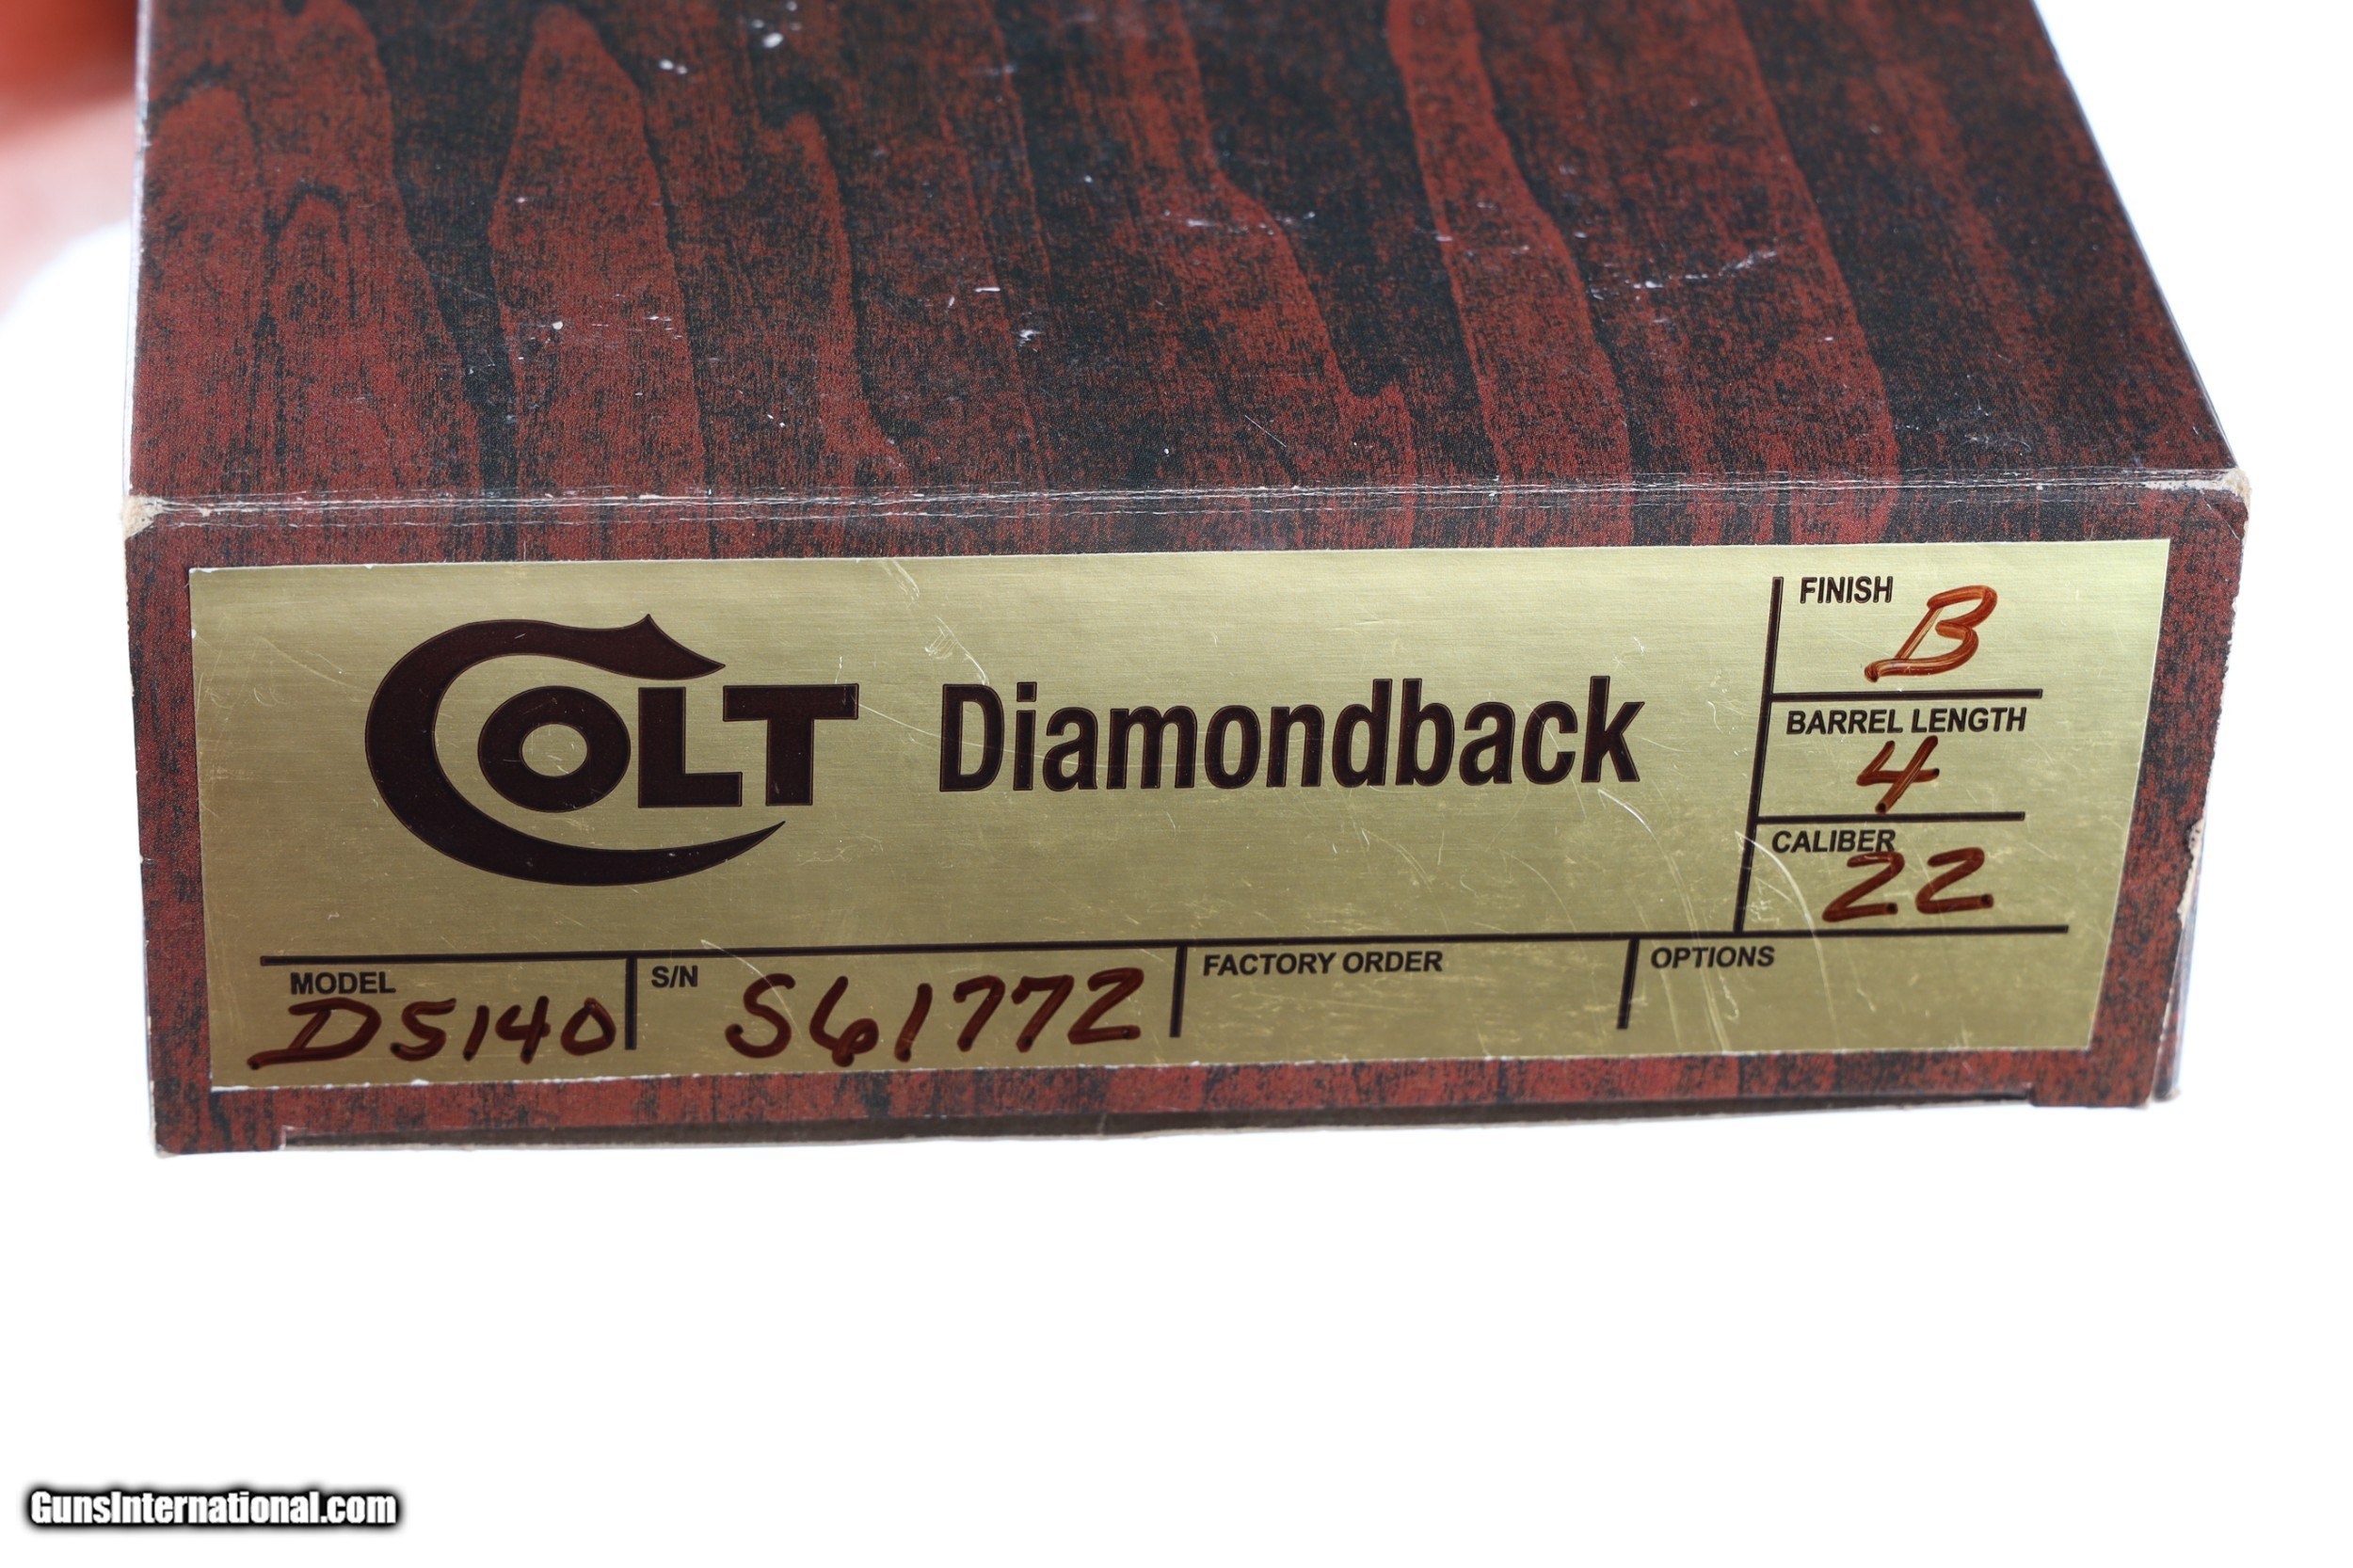 COLT Diamondback
FINISH
B
BARREL LENGTH
4
CALIBER
22
MODEL
D5140
S/N
S61772
FACTORY ORDER
OPTIONS
GunsInternational.com